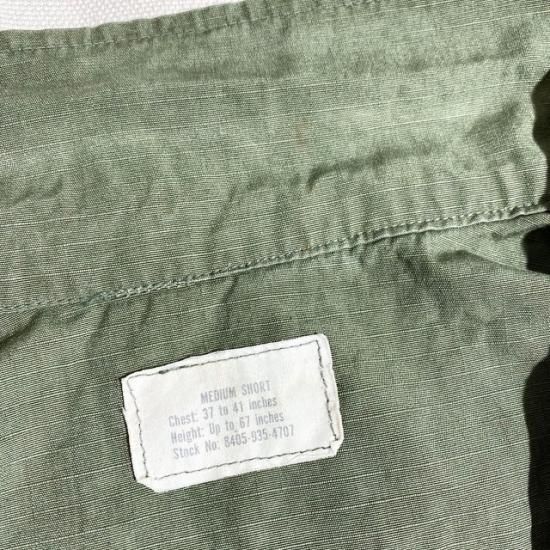 MEDIUM SHORT
Chest: 37 to 41 inches
Height: Up to 67 inches
Stock No: 8405-935-4707